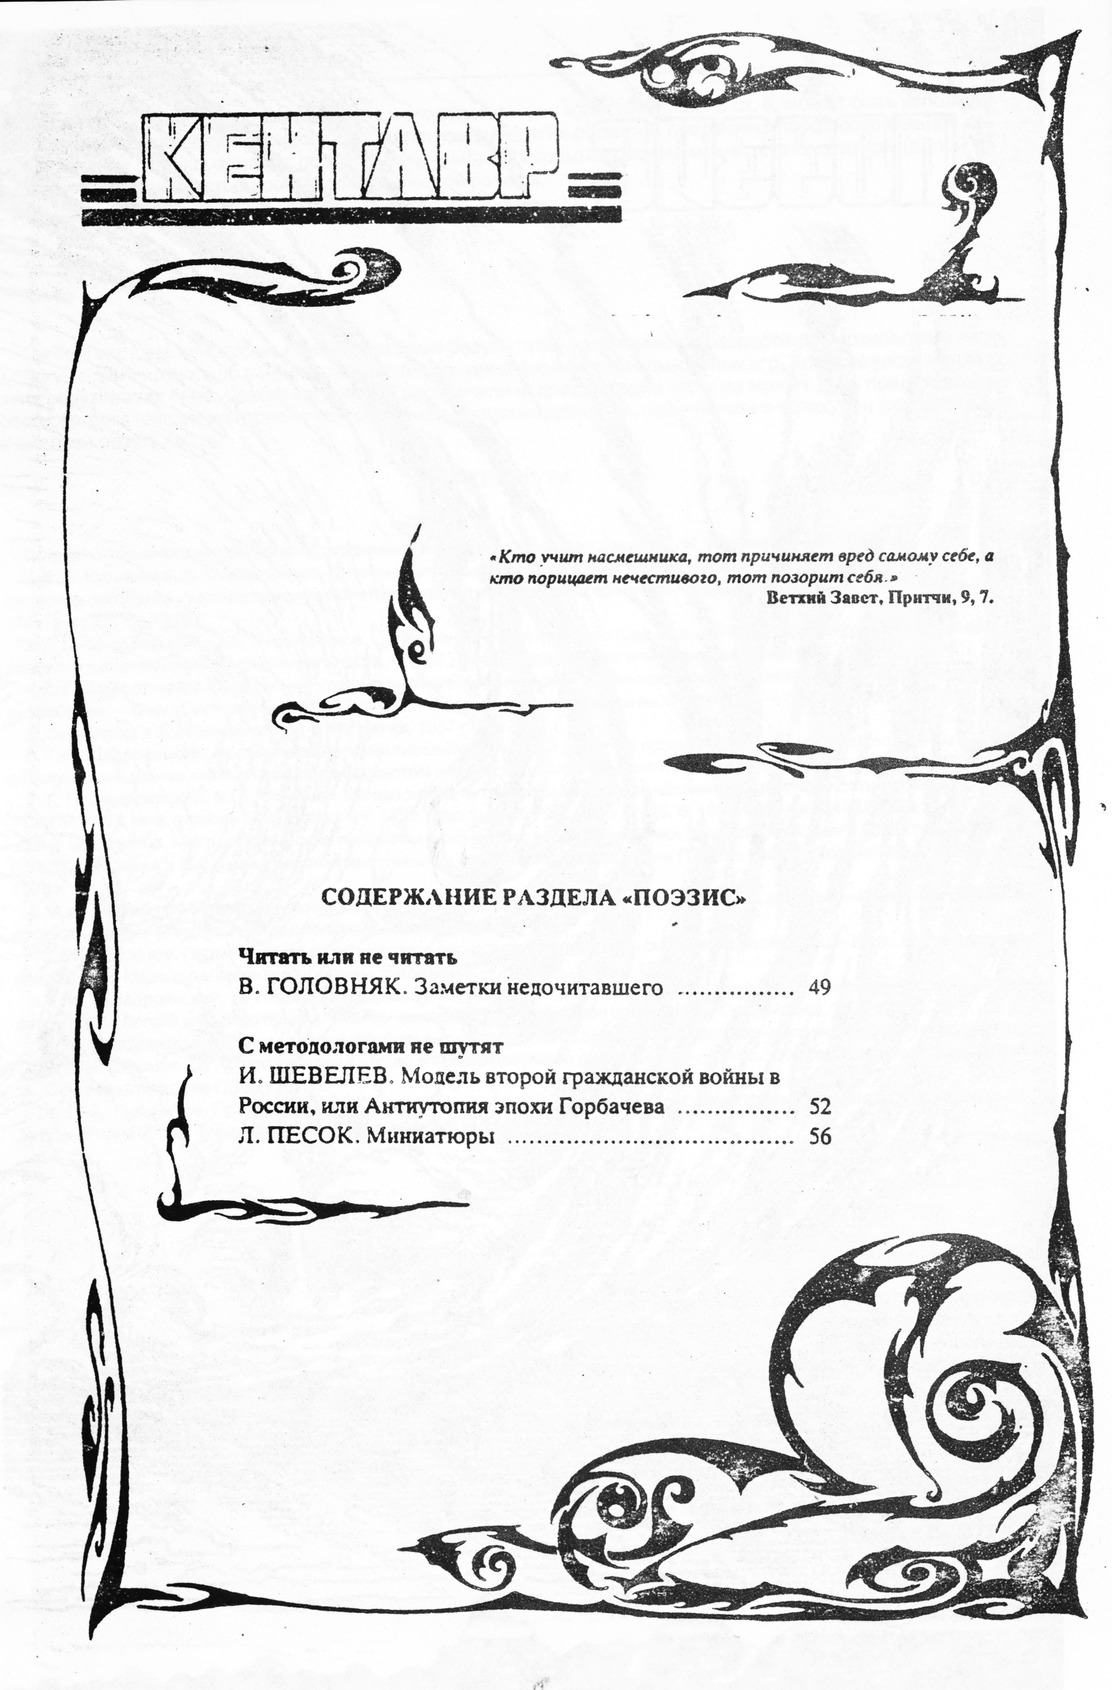 КЕНТАВР
«Кто учит насмешника, тот причиняет вред самому себе, а
кто порицает нечестивого, тот позорит себя.»
Ветхий Завет, Притчи, 9, 7.
СОДЕРЖАНИЕ РАЗДЕЛА «ПОЭЗИС»
Читать или не читать
В. ГОЛОВНЯК. Заметки недочитавшего ................ 49
С методологами не шутят
И. ШЕВЕЛЕВ. Модель второй гражданской войны в
России, или Антиутопия эпохи Горбачева ................ 52
Л. ПЕСОК. Миниатюры ....................................... 56